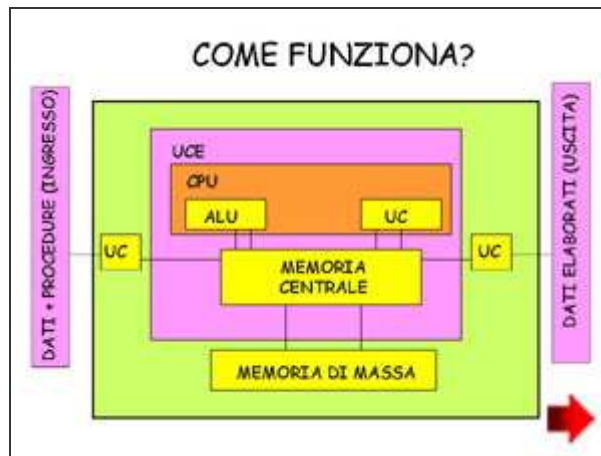 COME FUNZIONA?
DATI + PROCEDURE (INGRESSO)
UCE
CPU
ALU
UC
UC
MEMORIA
CENTRALE
UC
MEMORIA DI MASSA
DATI ELABORATI (USCITA)